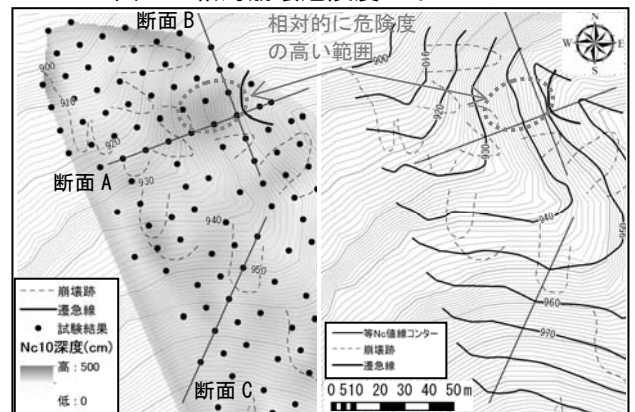 断面 B
相対的に危険度
の高い範囲
N
W E
S
900
910
920
930
940
950
断面 A
断面 C
崩壊跡
遷急線
試験結果
Nc10深度(cm)
高 : 500
低 : 0
900
910
920
930
940
950
960
970
等Nc値線コンター
崩壊跡
遷急線
0 5 10 20 30 40 50 m